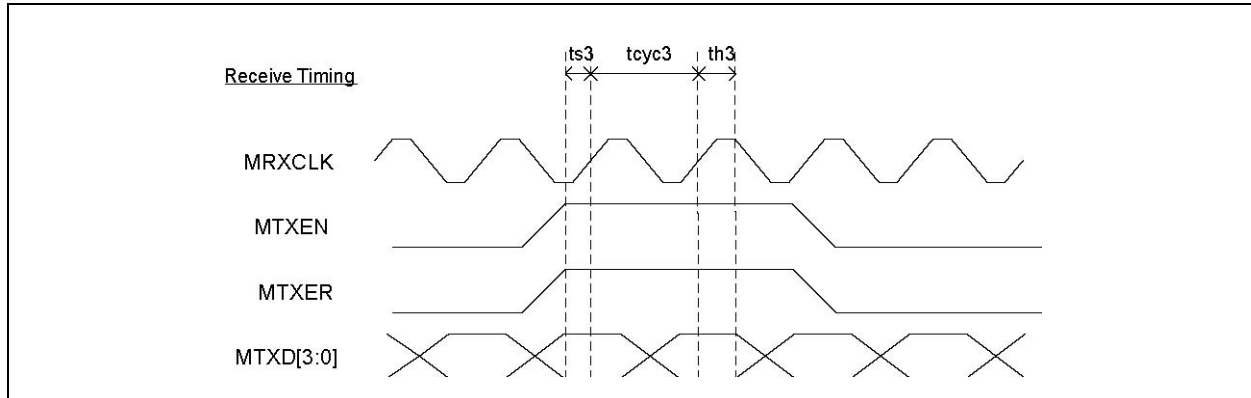 ts3 tcyc3 th3
Receive Timing
MRXCLK
MTXEN
MTXER
MTXD[3:0]